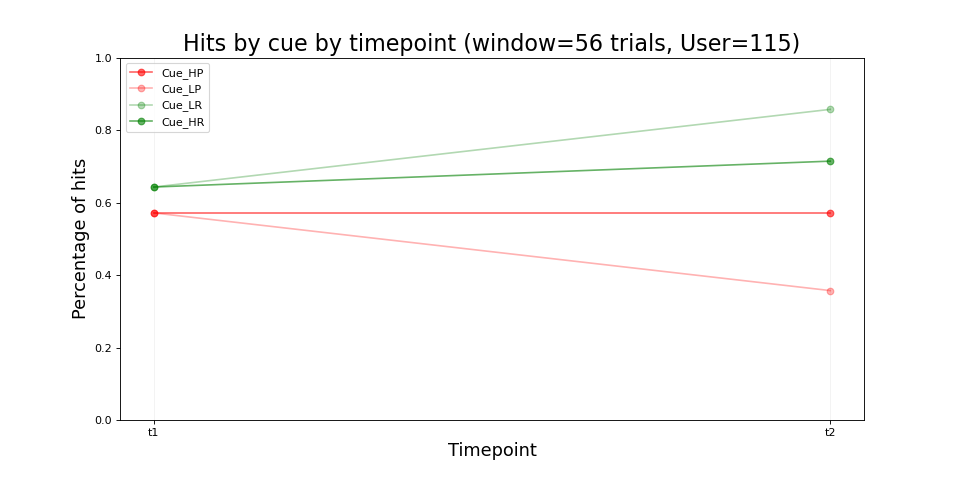 Hits by cue by timepoint (window=56 trials, User=115)
Cue_HP
Cue_LP
Cue_LR
Cue_HR
Percentage of hits
1.0
0.8
0.6
0.4
0.2
0.0
t1
t2
Timepoint